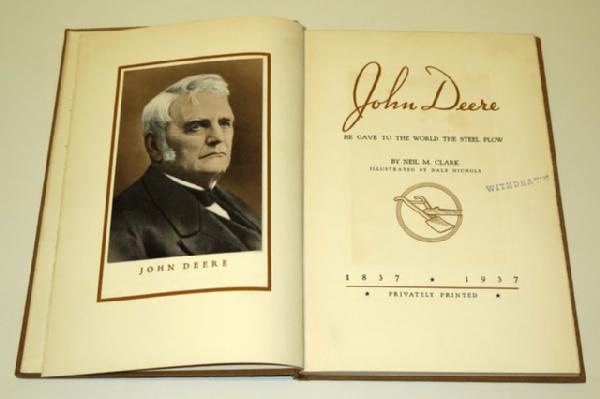 JOHN DEERE
John Deere
HE GAVE TO THE WORLD THE STEEL PLOW
BY NEIL M. CLARK
ILLUSTRATED BY DALE NICHOLS
WITHDRAWN
1837 ★ 1937
★ PRIVATILY PRINTED ★